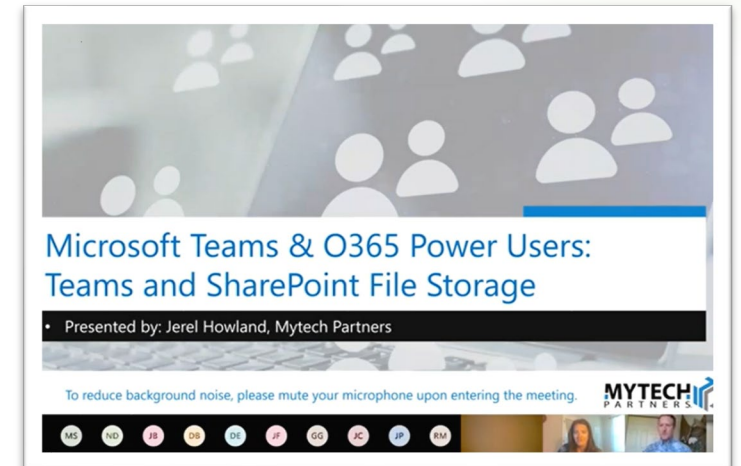 Microsoft Teams & O365 Power Users:
Teams and SharePoint File Storage
• Presented by: Jerel Howland, Mytech Partners
To reduce background noise, please mute your microphone upon entering the meeting.
MYTECH
PARTNERS
MS ND JB DB DE JF GG JC JP RM